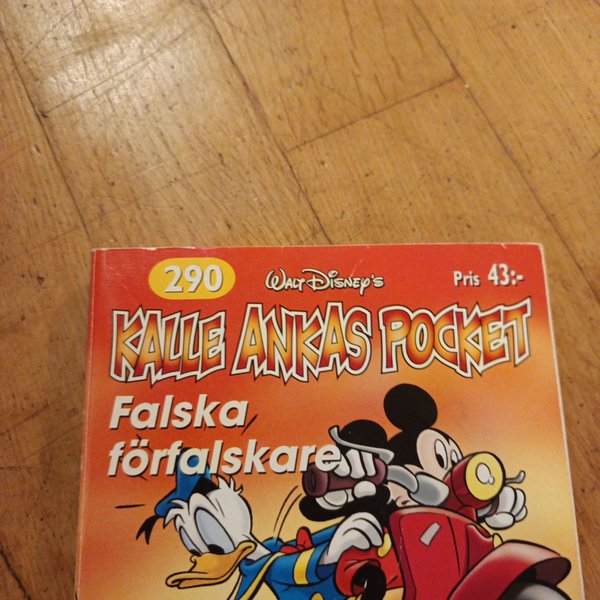 290 Walt Disney's Pris 43:-
KALLE ANKAS POCKET
Falska
förfalskare